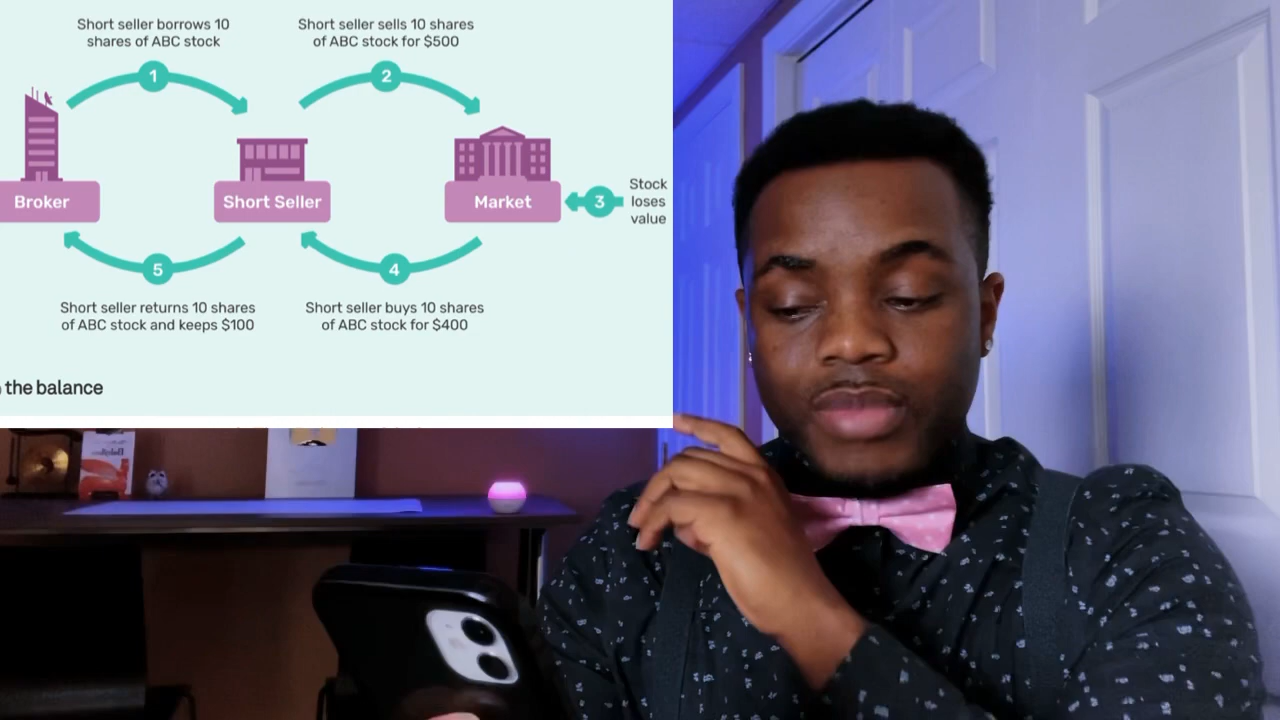 Short seller borrows 10
shares of ABC stock
Short seller sells 10 shares
of ABC stock for $500
1
2
Broker
Short Seller
Market
3
Stock
loses
value
5
4
Short seller returns 10 shares
of ABC stock and keeps $100
Short seller buys 10 shares
of ABC stock for $400
the balance